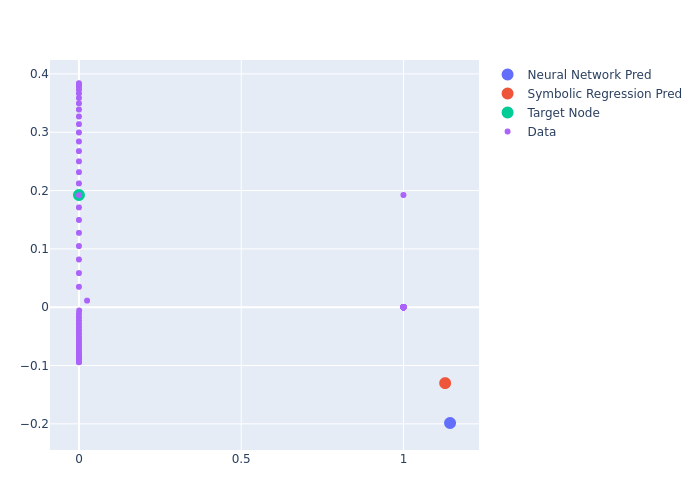 0.4
0.3
0.2
0.1
0
−0.1
−0.2
0
0.5
1
Neural Network Pred
Symbolic Regression Pred
Target Node
Data